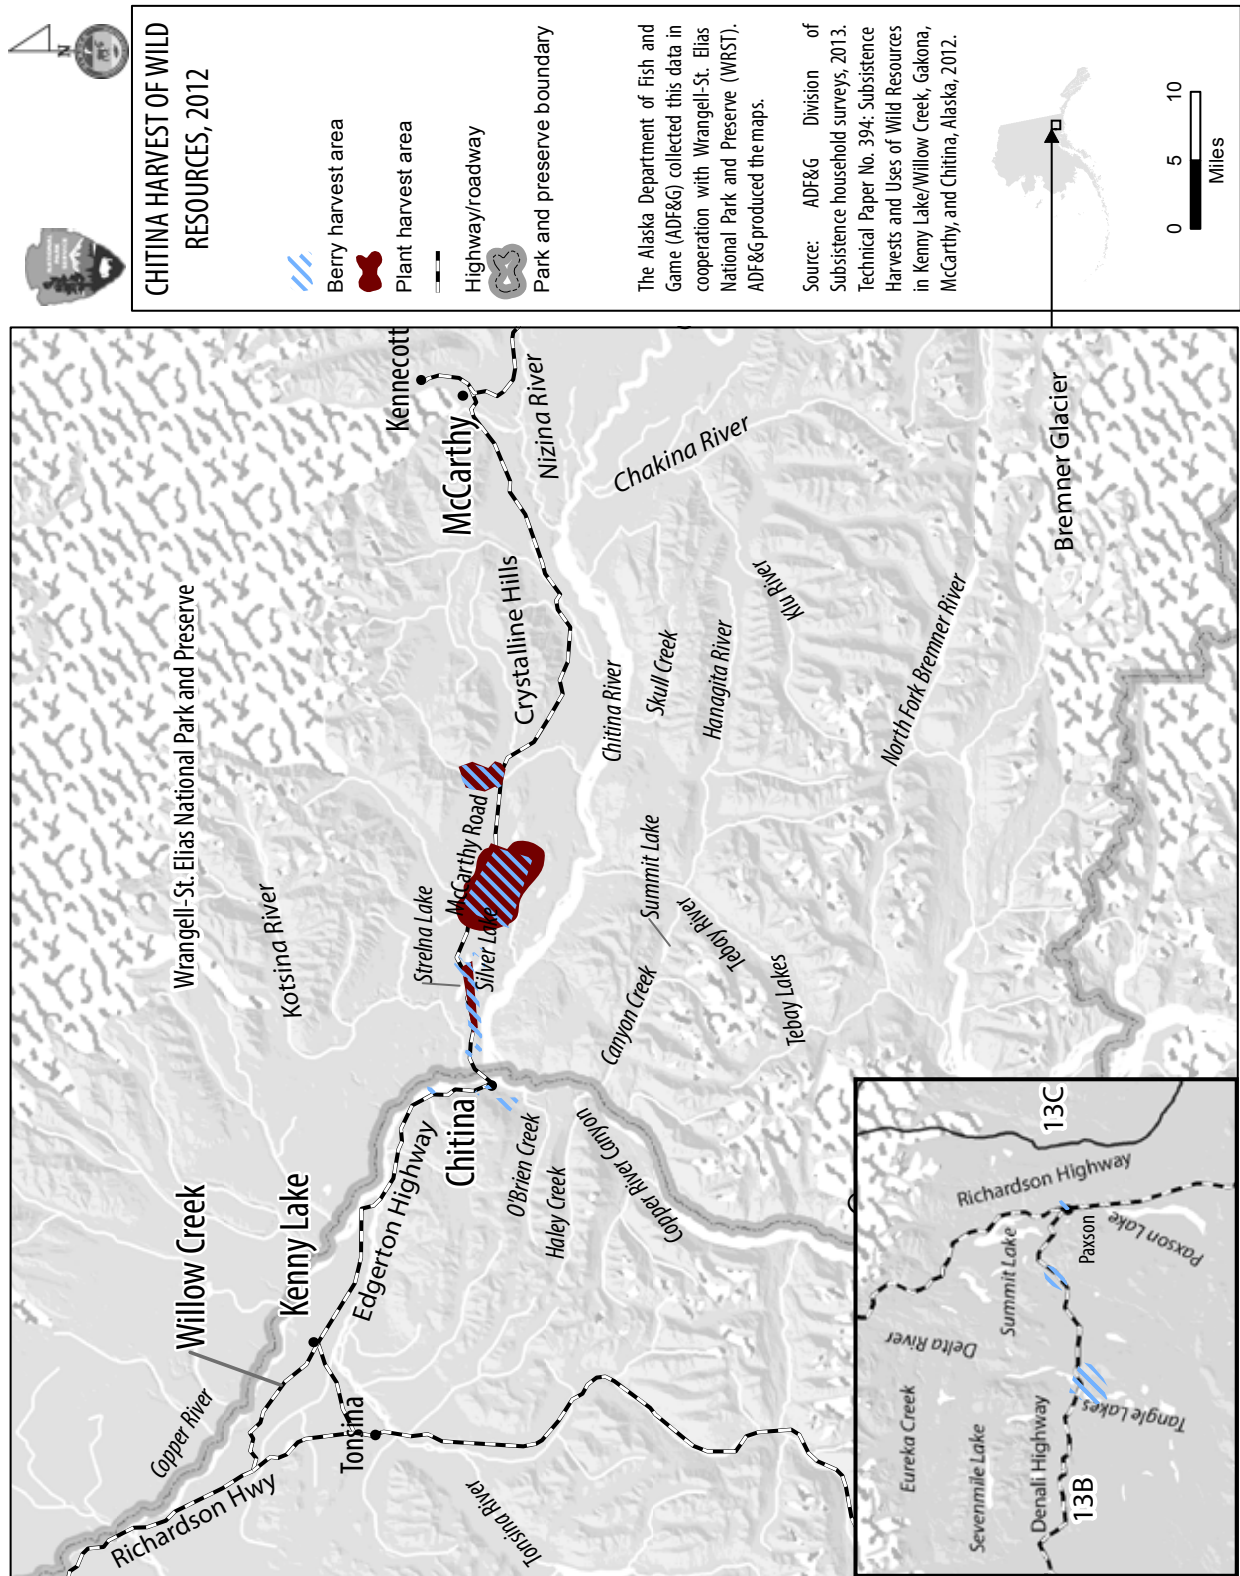 CHITINA HARVEST OF WILD
RESOURCES, 2012
Berry harvest area
Plant harvest area
Highway/roadway
Park and preserve boundary
The Alaska Department of Fish and
Game (ADF&G) collected this data in
cooperation with Wrangell-St. Elias
National Park and Preserve (WRST).
ADF&G produced the maps.
Source: ADF&G Division of
Subsistence household surveys, 2013.
Technical Paper No. 394: Subsistence
Harvests and Uses of Wild Resources
in Kenny Lake/Willow Creek, Gakona,
McCarthy, and Chitina, Alaska, 2012.
0 5 10
Miles
N
NATIONAL
PARK
SERVICE
Wrangell-St. Elias National Park and Preserve
Kennecott
McCarthy
Nizina River
Chakina River
Crystalline Hills
Kotsina River
Strelna Lake
McCarthy Road
Silver Lake
Chitina River
Skull Creek
Hanagita River
Klu River
North Fork Bremner River
Bremner Glacier
Summit Lake
Tebay River
Tebay Lakes
Canyon Creek
Copper River Canyon
Haley Creek
O'Brien Creek
Chitina
Edgerton Highway
Kenny Lake
Willow Creek
Copper River
Richardson Hwy
Tonsina
Tonsina River
Richardson Highway
13C
Paxson Lake
Paxson
Summit Lake
Delta River
Eureka Creek
Sevenmile Lake
Denali Highway
Tangle Lakes
13B